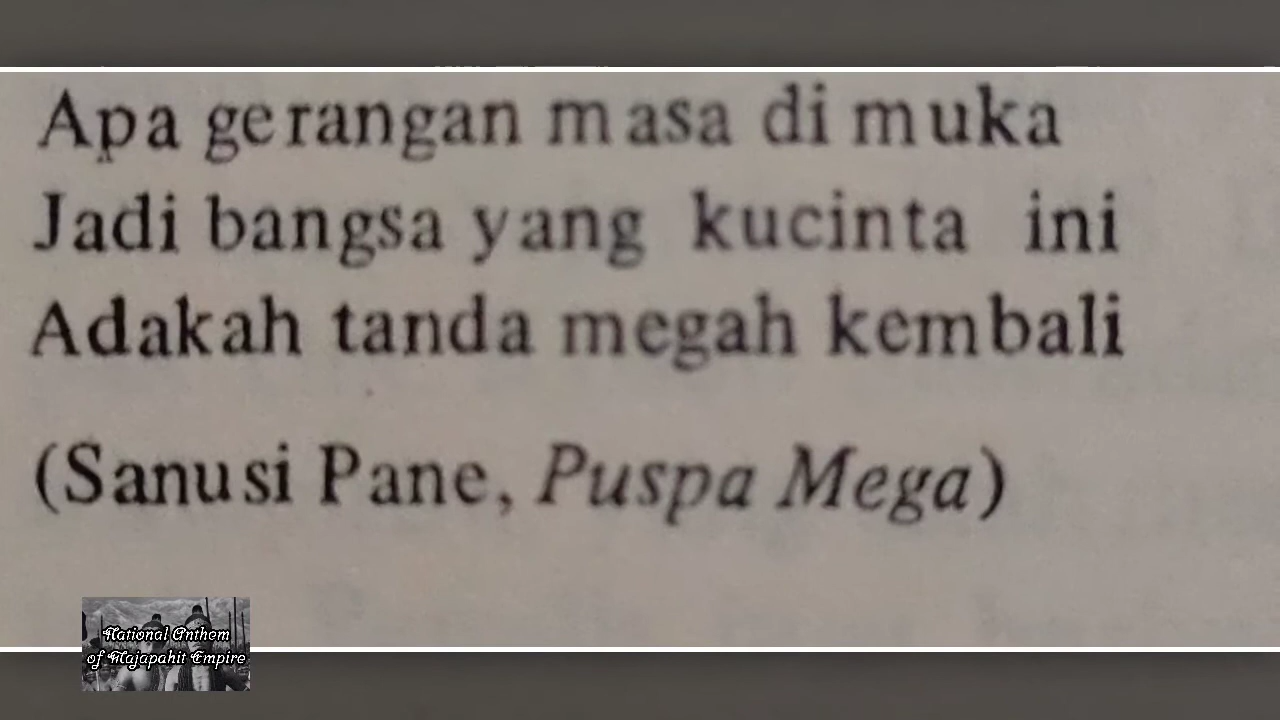 Apa gerangan masa di muka
Jadi bangsa yang kucinta ini
Adakah tanda megah kembali
(Sanusi Pane, Puspa Mega)
National Anthem
of Majapahit Empire